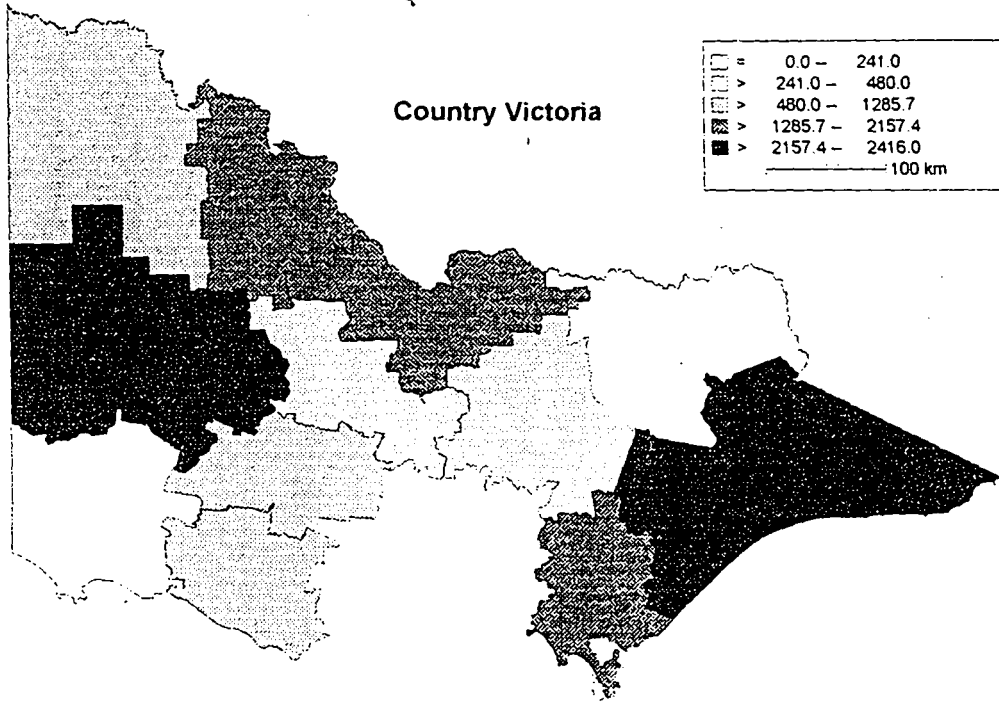 Country Victoria
= 0.0 – 241.0
> 241.0 – 480.0
> 480.0 – 1285.7
> 1285.7 – 2157.4
> 2157.4 – 2416.0
100 km